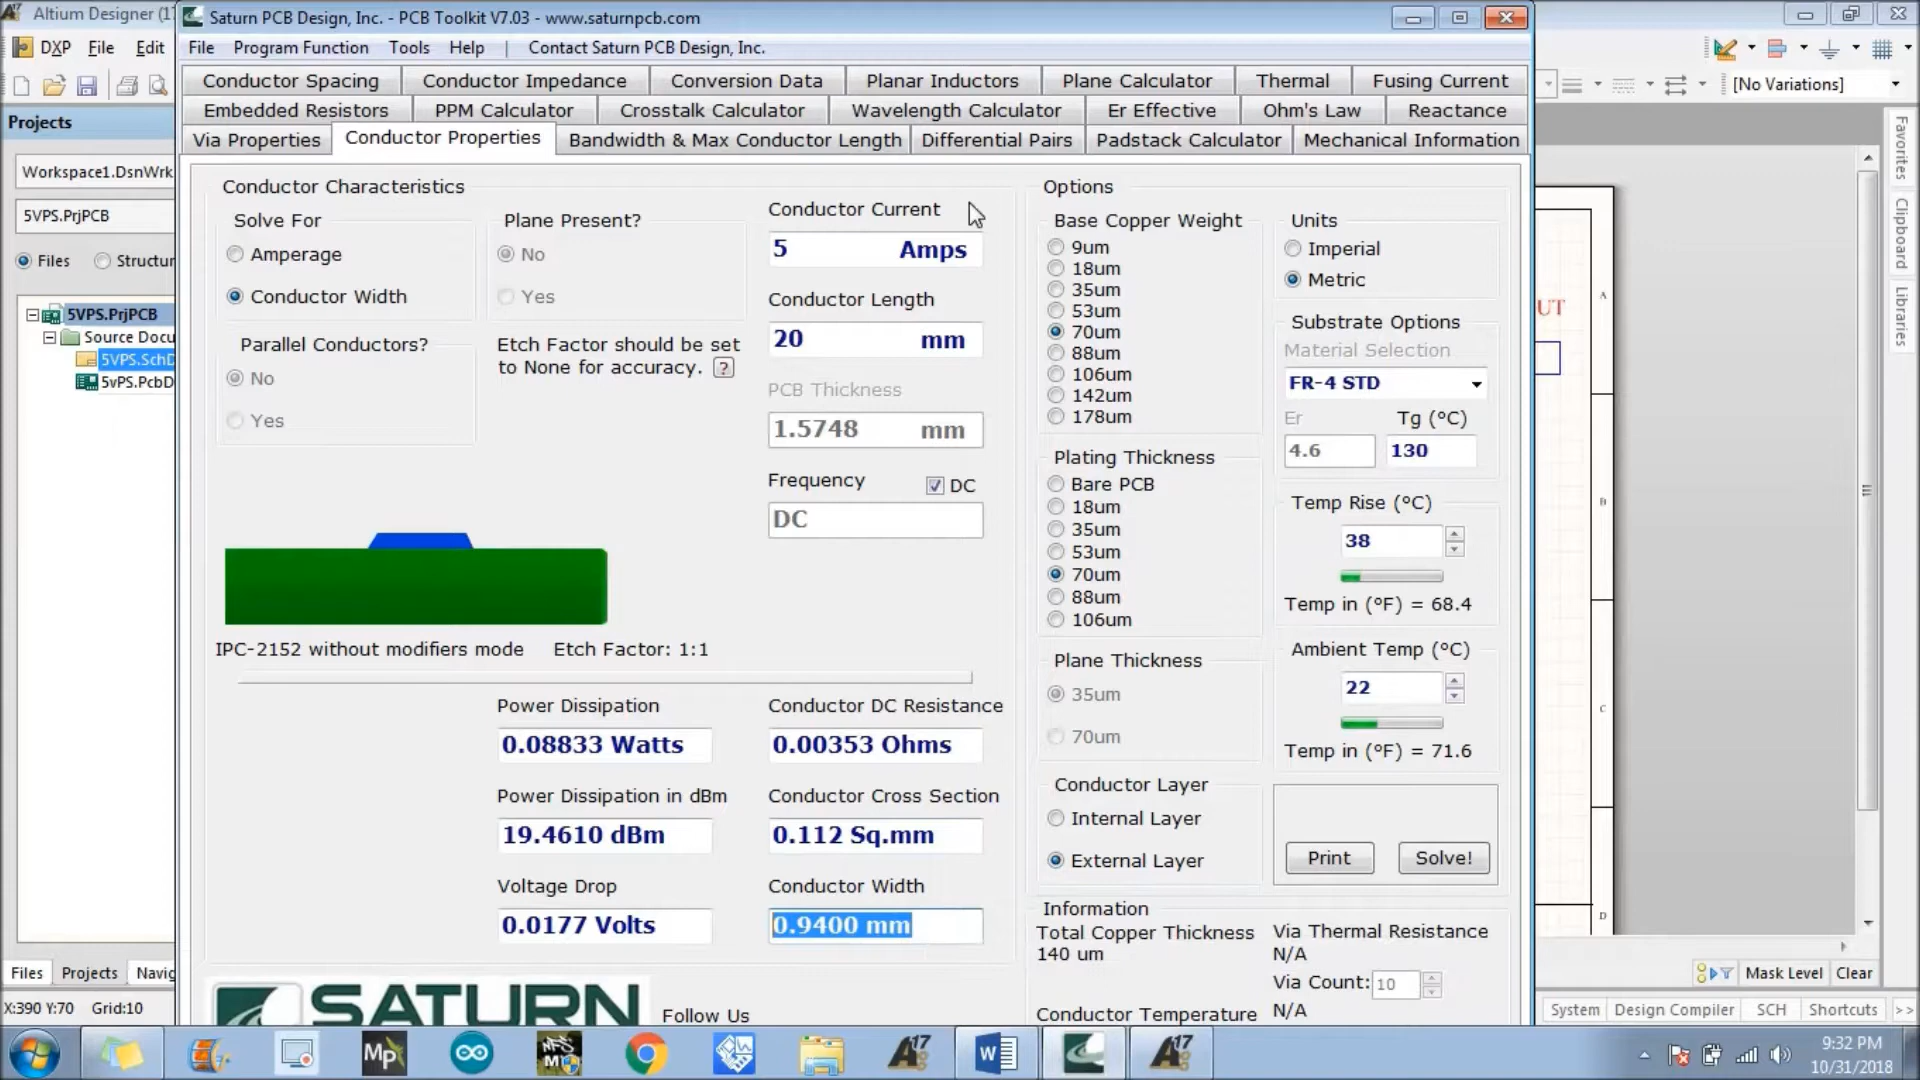 Altium Designer (1
Saturn PCB Design, Inc. - PCB Toolkit V7.03 - www.saturnpcb.com
DXP File Edit
File Program Function Tools Help | Contact Saturn PCB Design, Inc.
Conductor Spacing Conductor Impedance Conversion Data Planar Inductors Plane Calculator Thermal Fusing Current
[No Variations]
Embedded Resistors PPM Calculator Crosstalk Calculator Wavelength Calculator Er Effective Ohm's Law Reactance
Projects
Via Properties Conductor Properties Bandwidth & Max Conductor Length Differential Pairs Padstack Calculator Mechanical Information
Favorites
Clipboard
Libraries
Workspace1.DsnWrk
5VPS.PrjPCB
Files Structur
5VPS.PrjPCB
Source Docu
5VPS.SchD
5vPS.PcbD
Conductor Characteristics
Solve For
Amperage
Conductor Width
Plane Present?
No
Yes
Parallel Conductors?
No
Yes
Etch Factor should be set
to None for accuracy. ?
Conductor Current
5 Amps
Conductor Length
20 mm
PCB Thickness
1.5748 mm
Frequency DC
DC
IPC-2152 without modifiers mode Etch Factor: 1:1
Power Dissipation
0.08833 Watts
Conductor DC Resistance
0.00353 Ohms
Power Dissipation in dBm
19.4610 dBm
Conductor Cross Section
0.112 Sq.mm
Voltage Drop
0.0177 Volts
Conductor Width
0.9400 mm
SATURN
Follow Us
Options
Base Copper Weight
9um
18um
35um
53um
70um
88um
106um
142um
178um
Plating Thickness
Bare PCB
18um
35um
53um
70um
88um
106um
Plane Thickness
35um
70um
Conductor Layer
Internal Layer
External Layer
Units
Imperial
Metric
Substrate Options
Material Selection
FR-4 STD
Er Tg (°C)
4.6 130
Temp Rise (°C)
38
Temp in (°F) = 68.4
Ambient Temp (°C)
22
Temp in (°F) = 71.6
Print Solve!
Information
Total Copper Thickness
140 um
Conductor Temperature
Via Thermal Resistance
N/A
Via Count: 10
N/A
UT
A
C
D
Files Projects Navig
Mask Level Clear
X:390 Y:70 Grid:10
System Design Compiler SCH Shortcuts >>
Mp
NFS
M
17
W
17
9:32 PM
10/31/2018